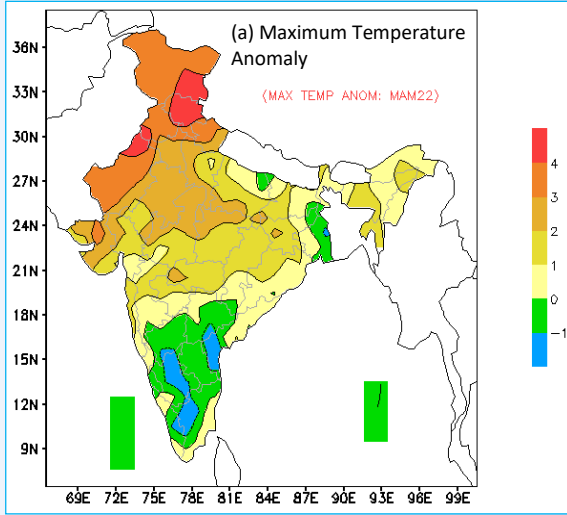 (a) Maximum Temperature
Anomaly
(MAX TEMP ANOM: MAM22)
36N
33N
30N
27N
24N
21N
18N
15N
12N
9N
69E 72E 75E 78E 81E 84E 87E 90E 93E 96E 99E
4
3
2
1
0
−1